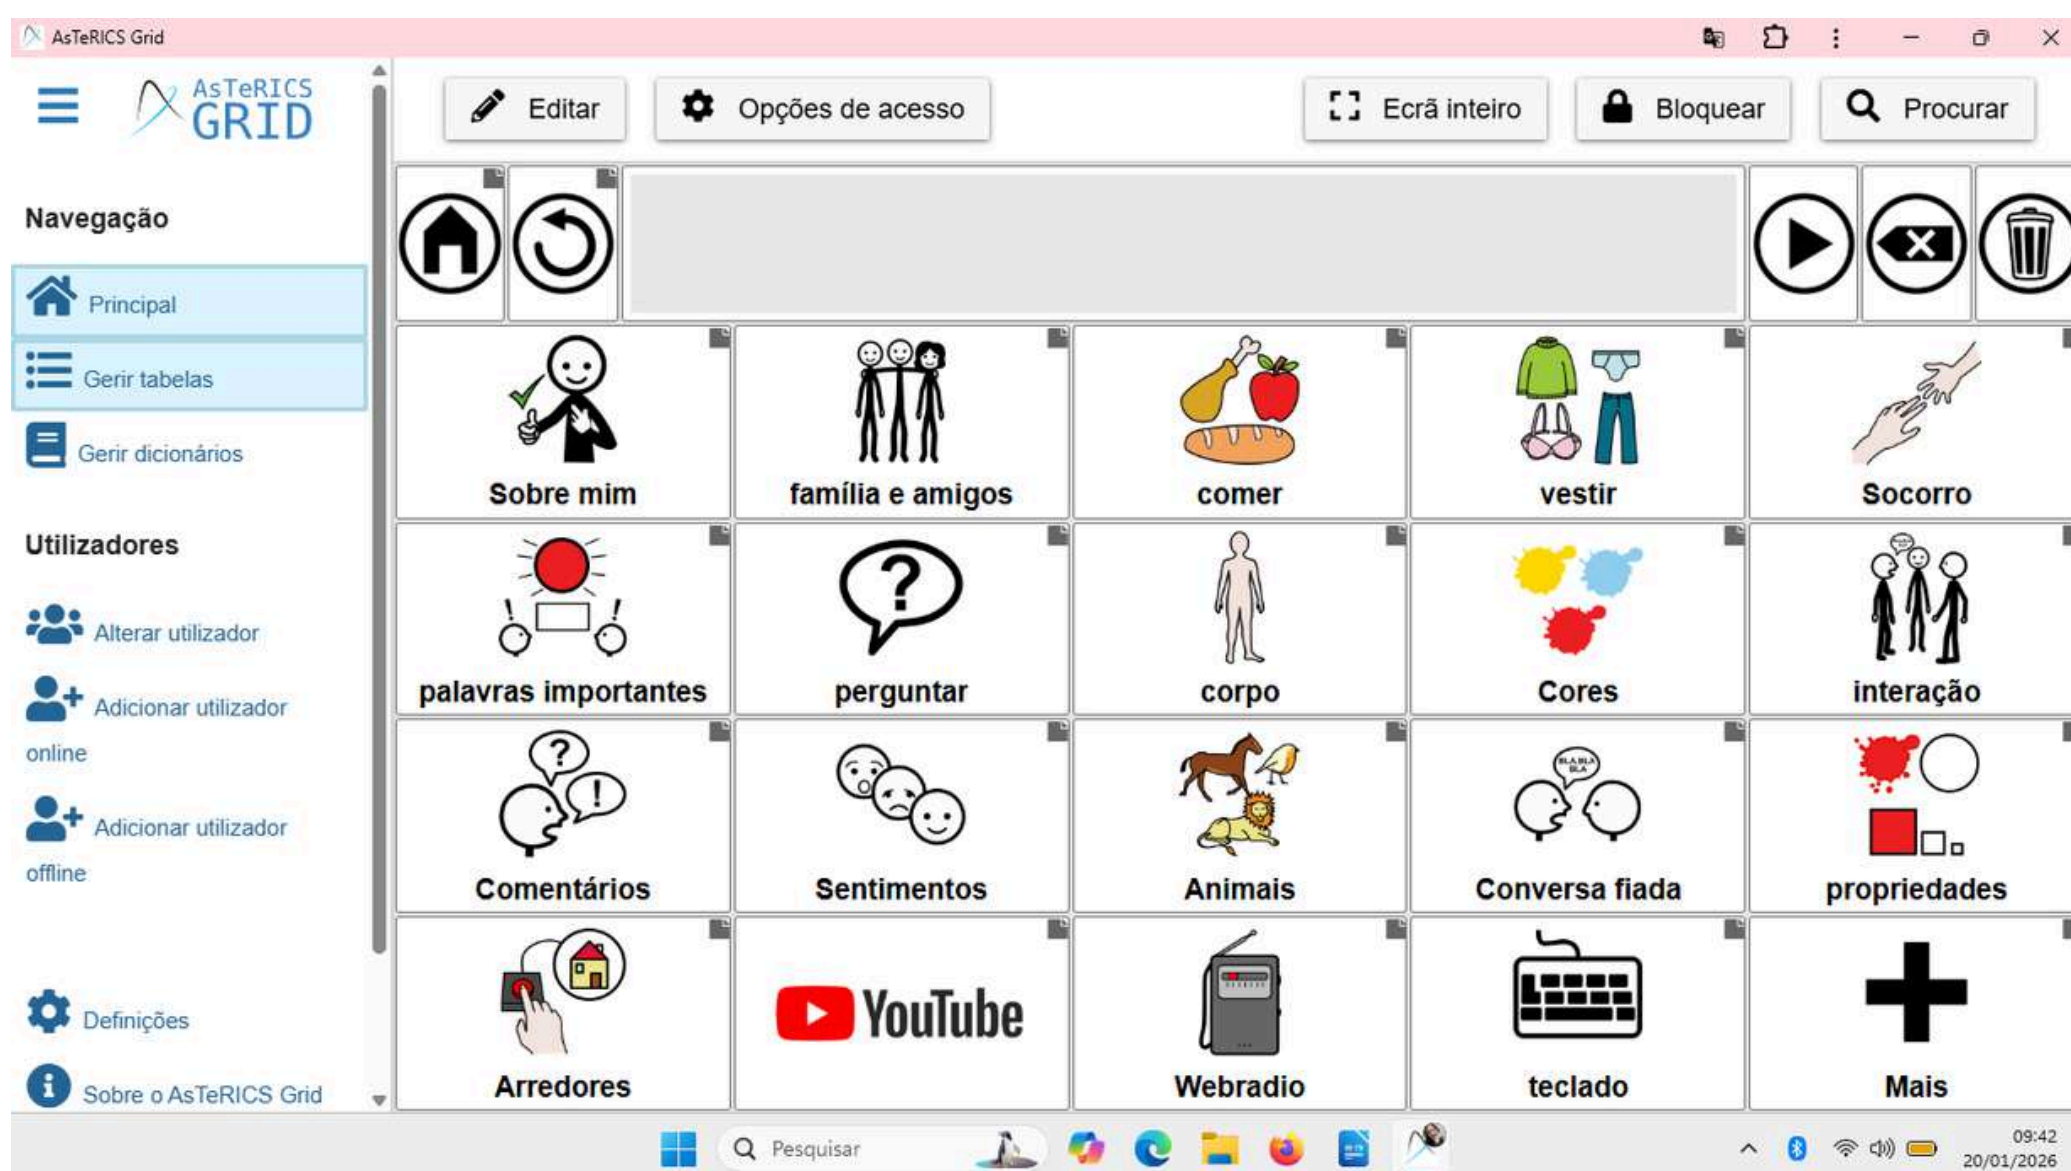 AsTeRICS Grid
AsTeRICS
GRID
Editar
Opções de acesso
Ecrã inteiro
Bloquear
Procurar
Navegação
Principal
Gerir tabelas
Gerir dicionários
Utilizadores
Alterar utilizador
Adicionar utilizador
online
Adicionar utilizador
offline
Definições
Sobre o AsTeRICS Grid
Sobre mim
família e amigos
comer
vestir
Socorro
palavras importantes
perguntar
corpo
Cores
interação
BLA BLA
BLA
Comentários
Sentimentos
Animais
Conversa fiada
propriedades
YouTube
Arredores
Webradio
teclado
Mais
Pesquisar
09:42
20/01/2026